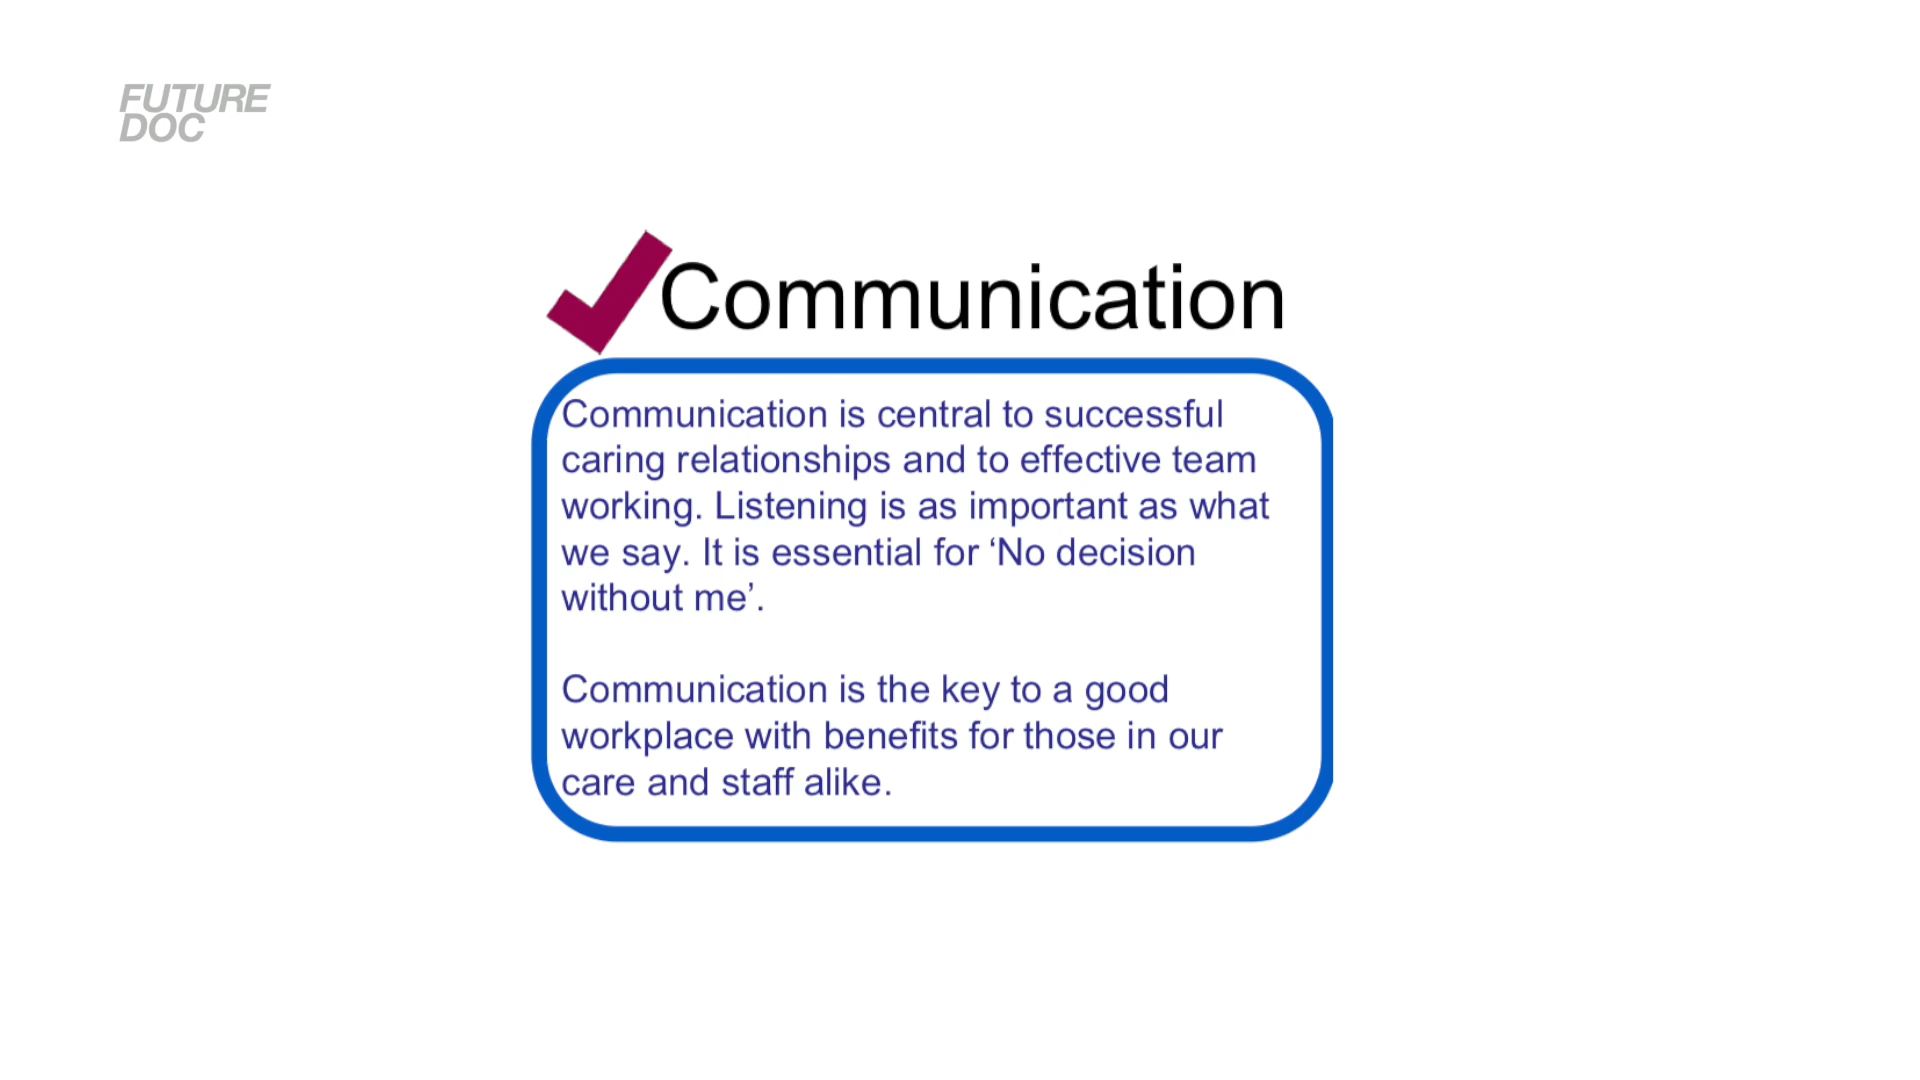 FUTURE
DOC
Communication
Communication is central to successful
caring relationships and to effective team
working. Listening is as important as what
we say. It is essential for ‘No decision
without me’.
Communication is the key to a good
workplace with benefits for those in our
care and staff alike.